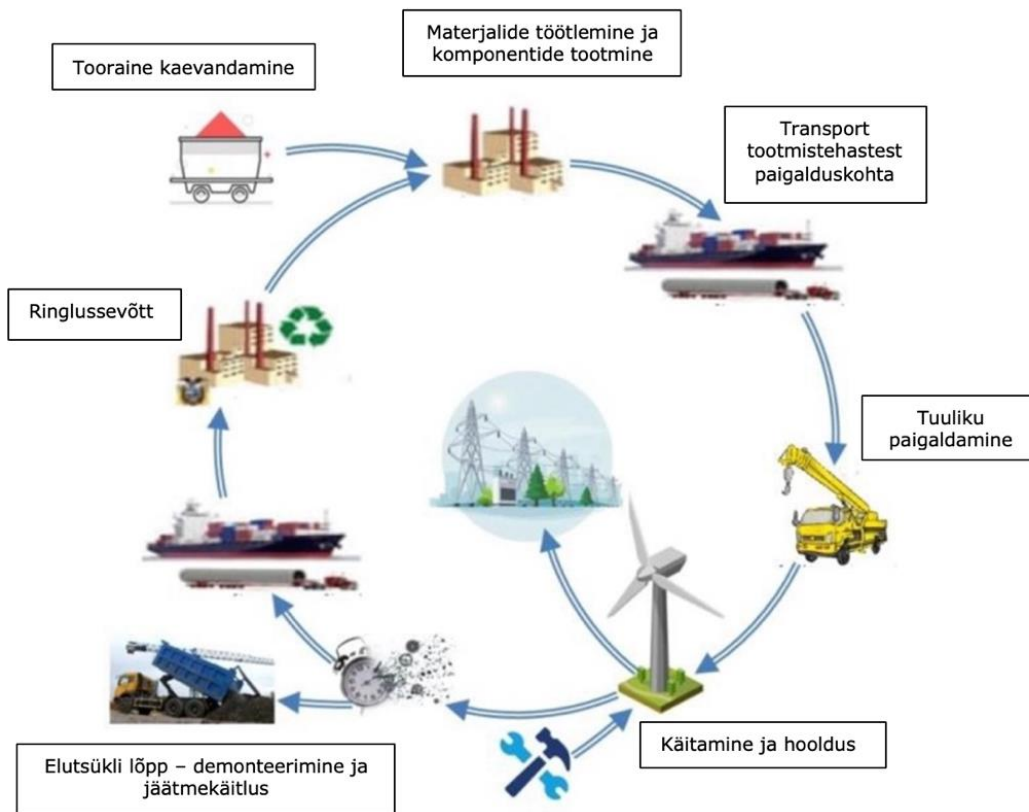 Materjalide töötlemine ja
komponentide tootmine
Tooraine kaevandamine
Transport
tootmistehastest
paigalduskohta
Ringlussevõtt
Tuuliku
paigaldamine
Käitamine ja hooldus
Elutsükli lõpp – demonteerimine ja
jäätmekäitlus